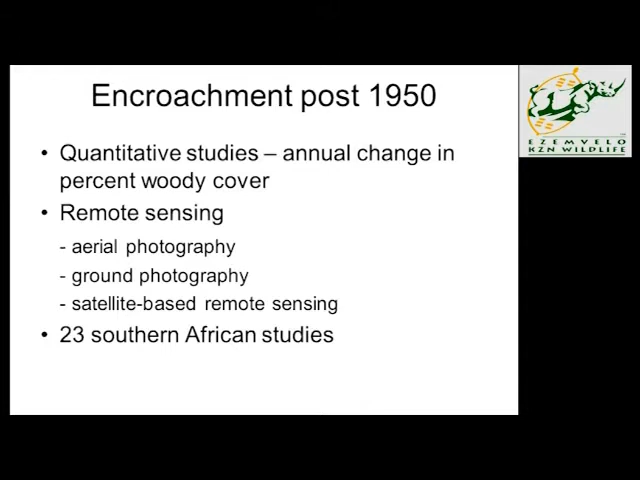 Encroachment post 1950
• Quantitative studies – annual change in
percent woody cover
• Remote sensing
- aerial photography
- ground photography
- satellite-based remote sensing
• 23 southern African studies
EZEMVELO
KZN WILDLIFE